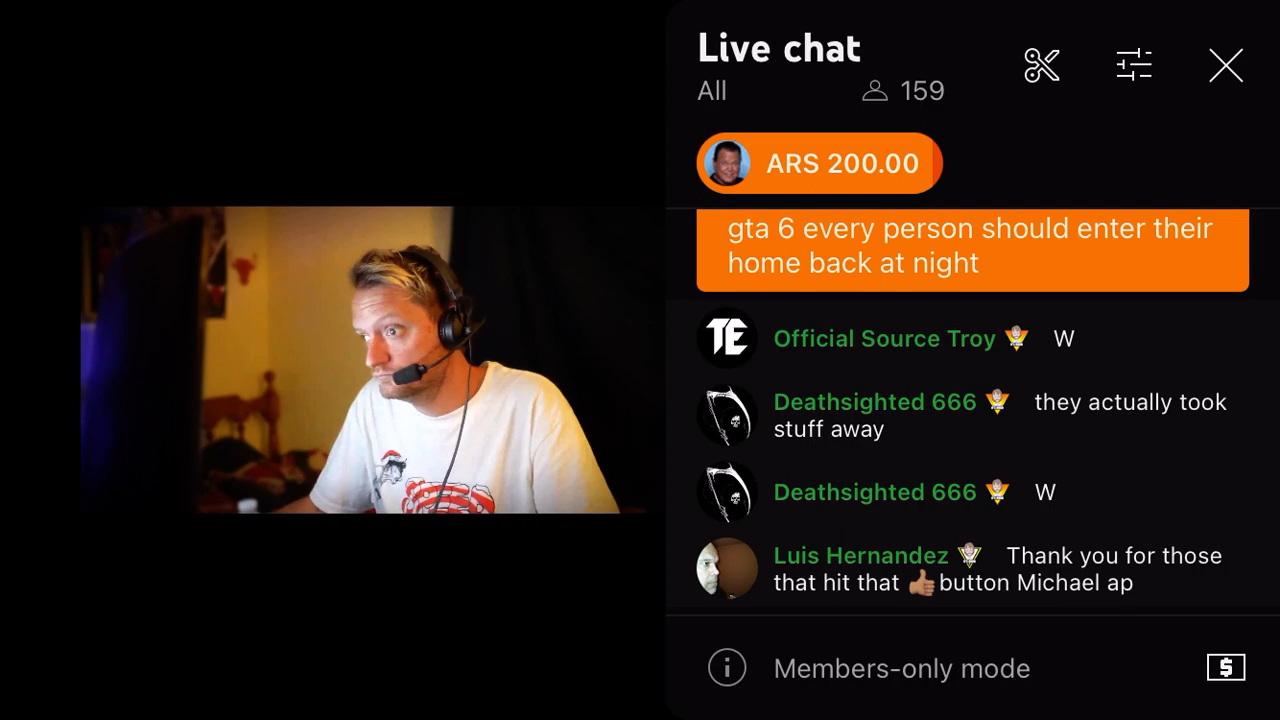 Live chat
All 159
ARS 200.00
gta 6 every person should enter their
home back at night
TE
Official Source Troy W
Deathsighted 666 they actually took
stuff away
Deathsighted 666 W
Luis Hernandez Thank you for those
that hit that 👍🏽button Michael ap
Members-only mode
$